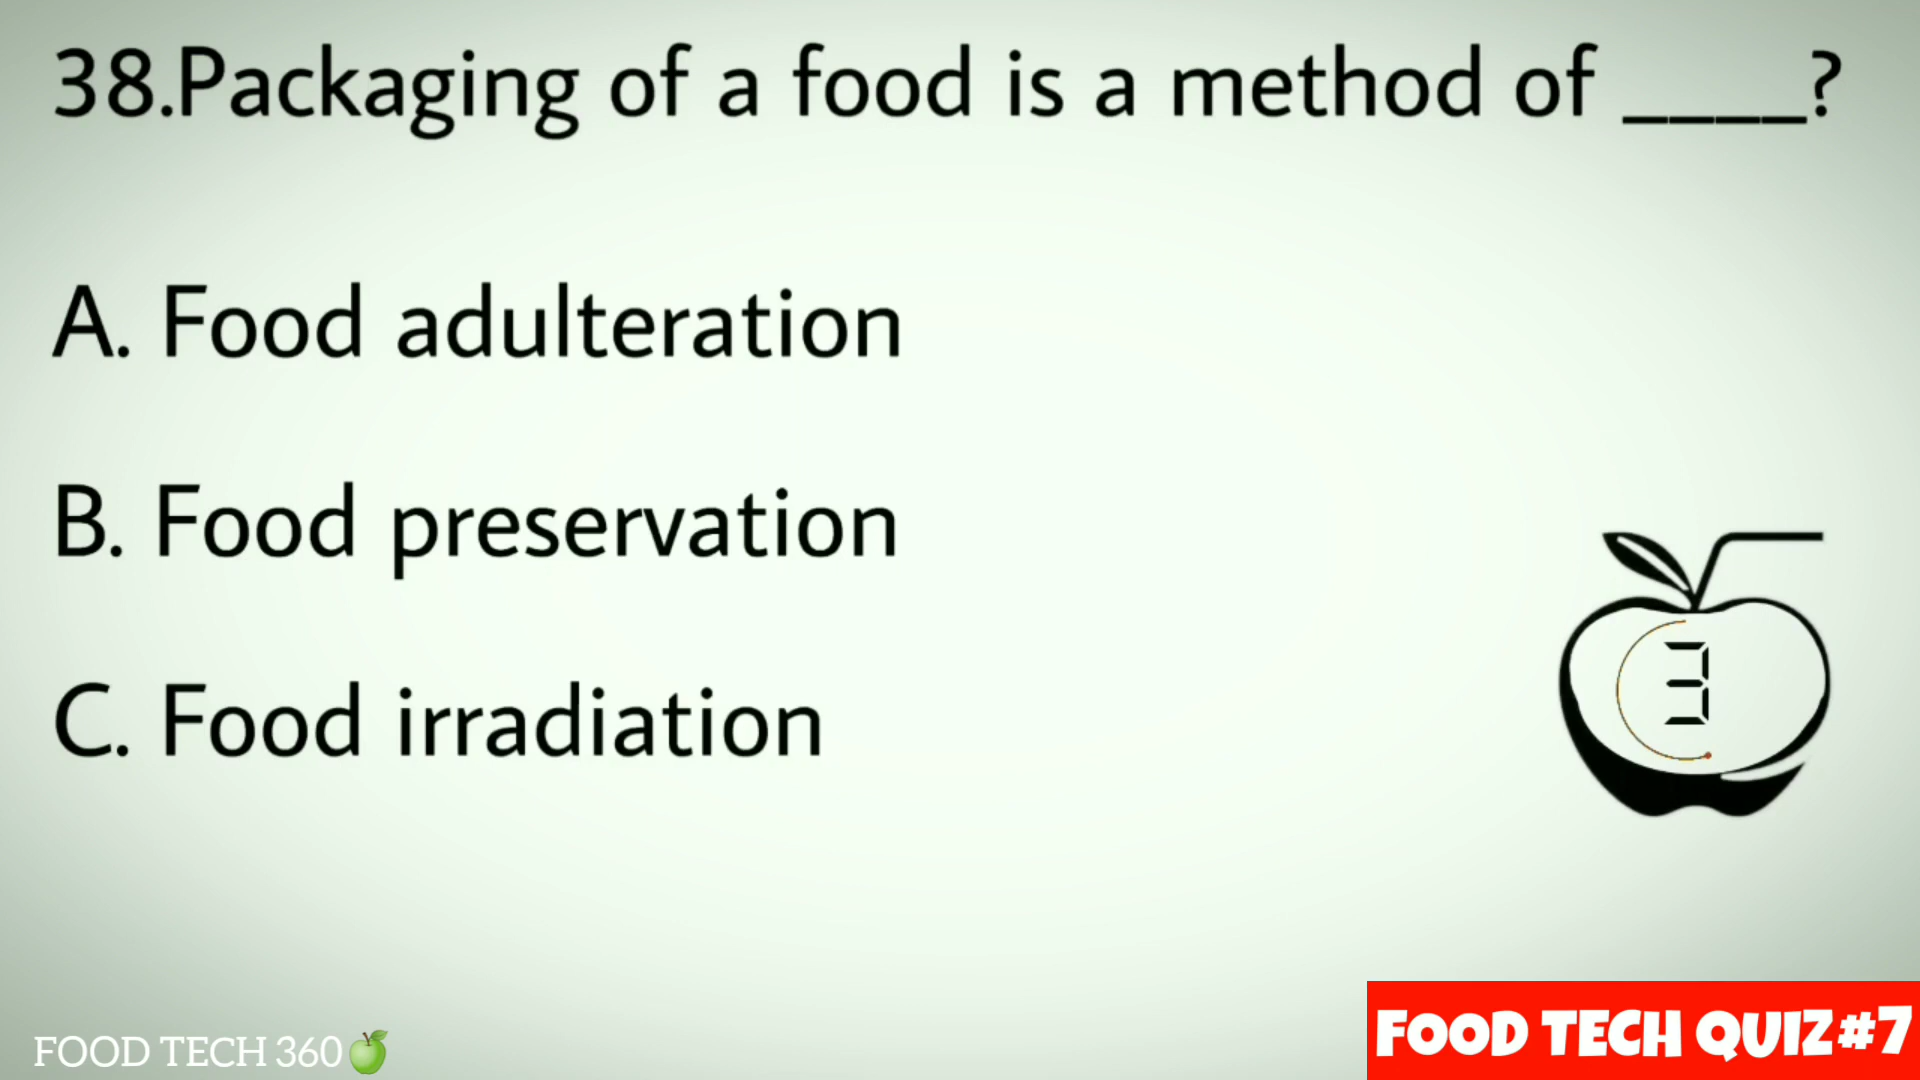 38.Packaging of a food is a method of ____?
A. Food adulteration
B. Food preservation
C. Food irradiation
3
FOOD TECH 360
FOOD TECH QUIZ#7